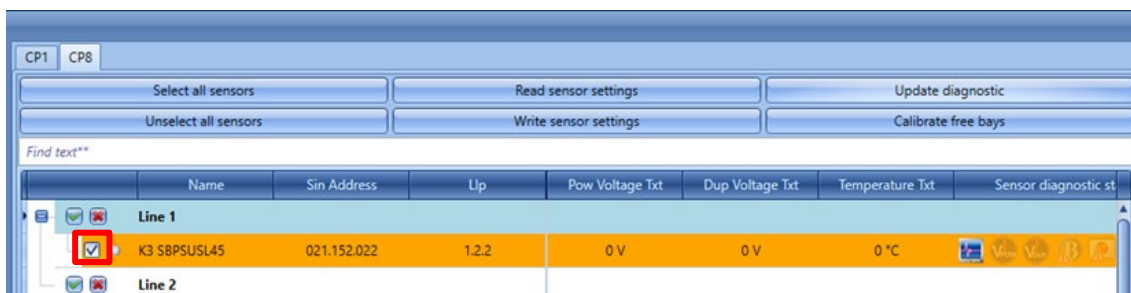 CP1 CP8
Select all sensors Read sensor settings Update diagnostic
Unselect all sensors Write sensor settings Calibrate free bays
Find text**
Name Sin Address Llp Pow Voltage Txt Dup Voltage Txt Temperature Txt Sensor diagnostic st
Line 1
K3 SBPSUSL45 021.152.022 1.2.2 0 V 0 V 0 °C
Line 2